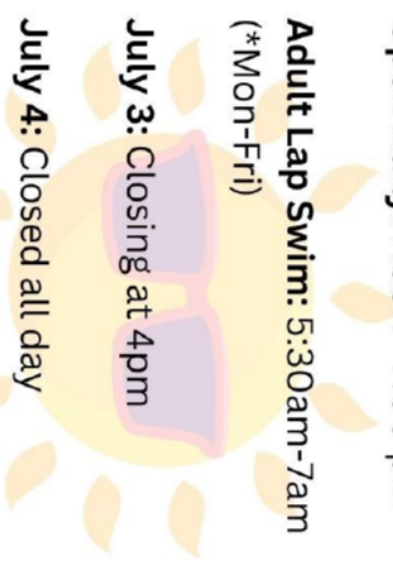 Adult Lap Swim: 5:30am-7am
(*Mon-Fri)
July 3: Closing at 4pm
July 4: Closed all day